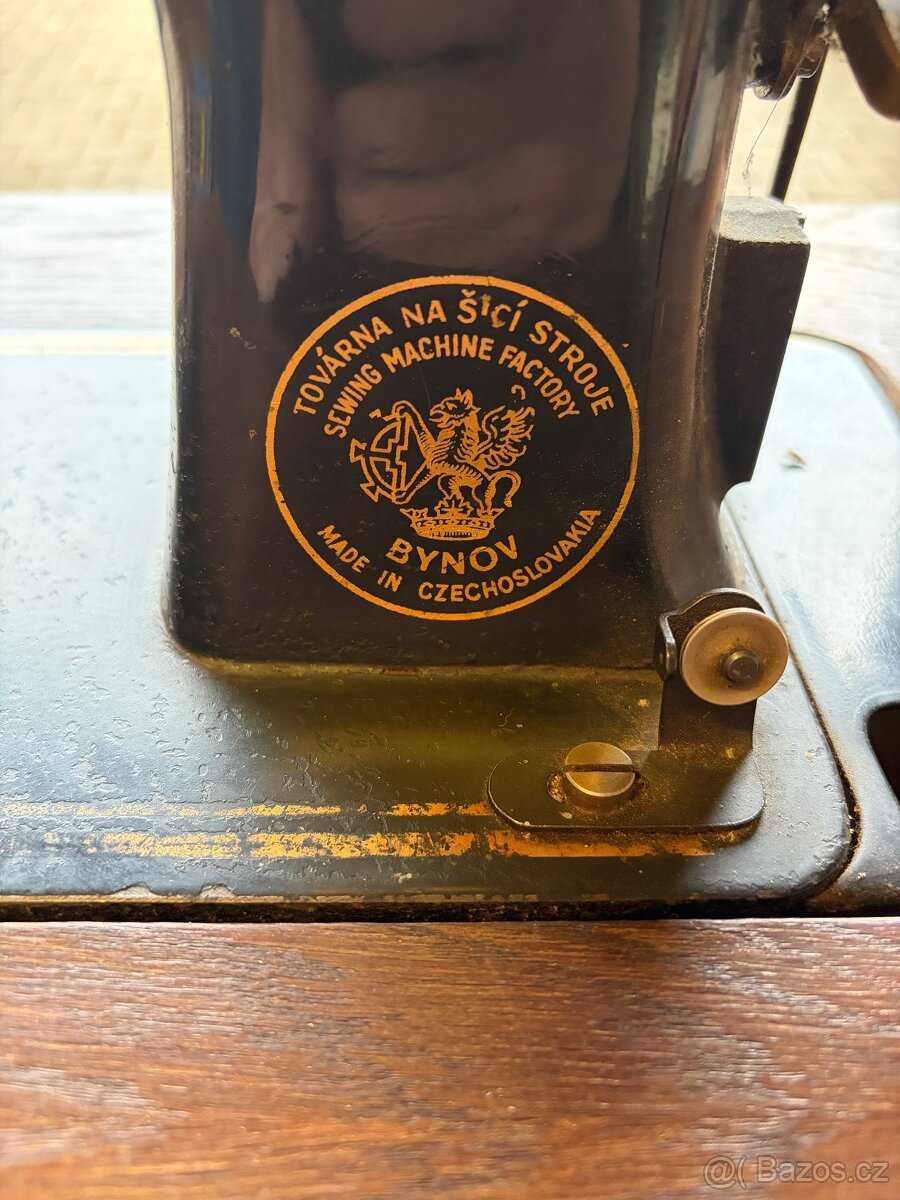 TOVÁRNA NA ŠICÍ STROJE
SEWING MACHINE FACTORY
BYNOV
MADE IN CZECHOSLOVAKIA
@( Bazos.cz